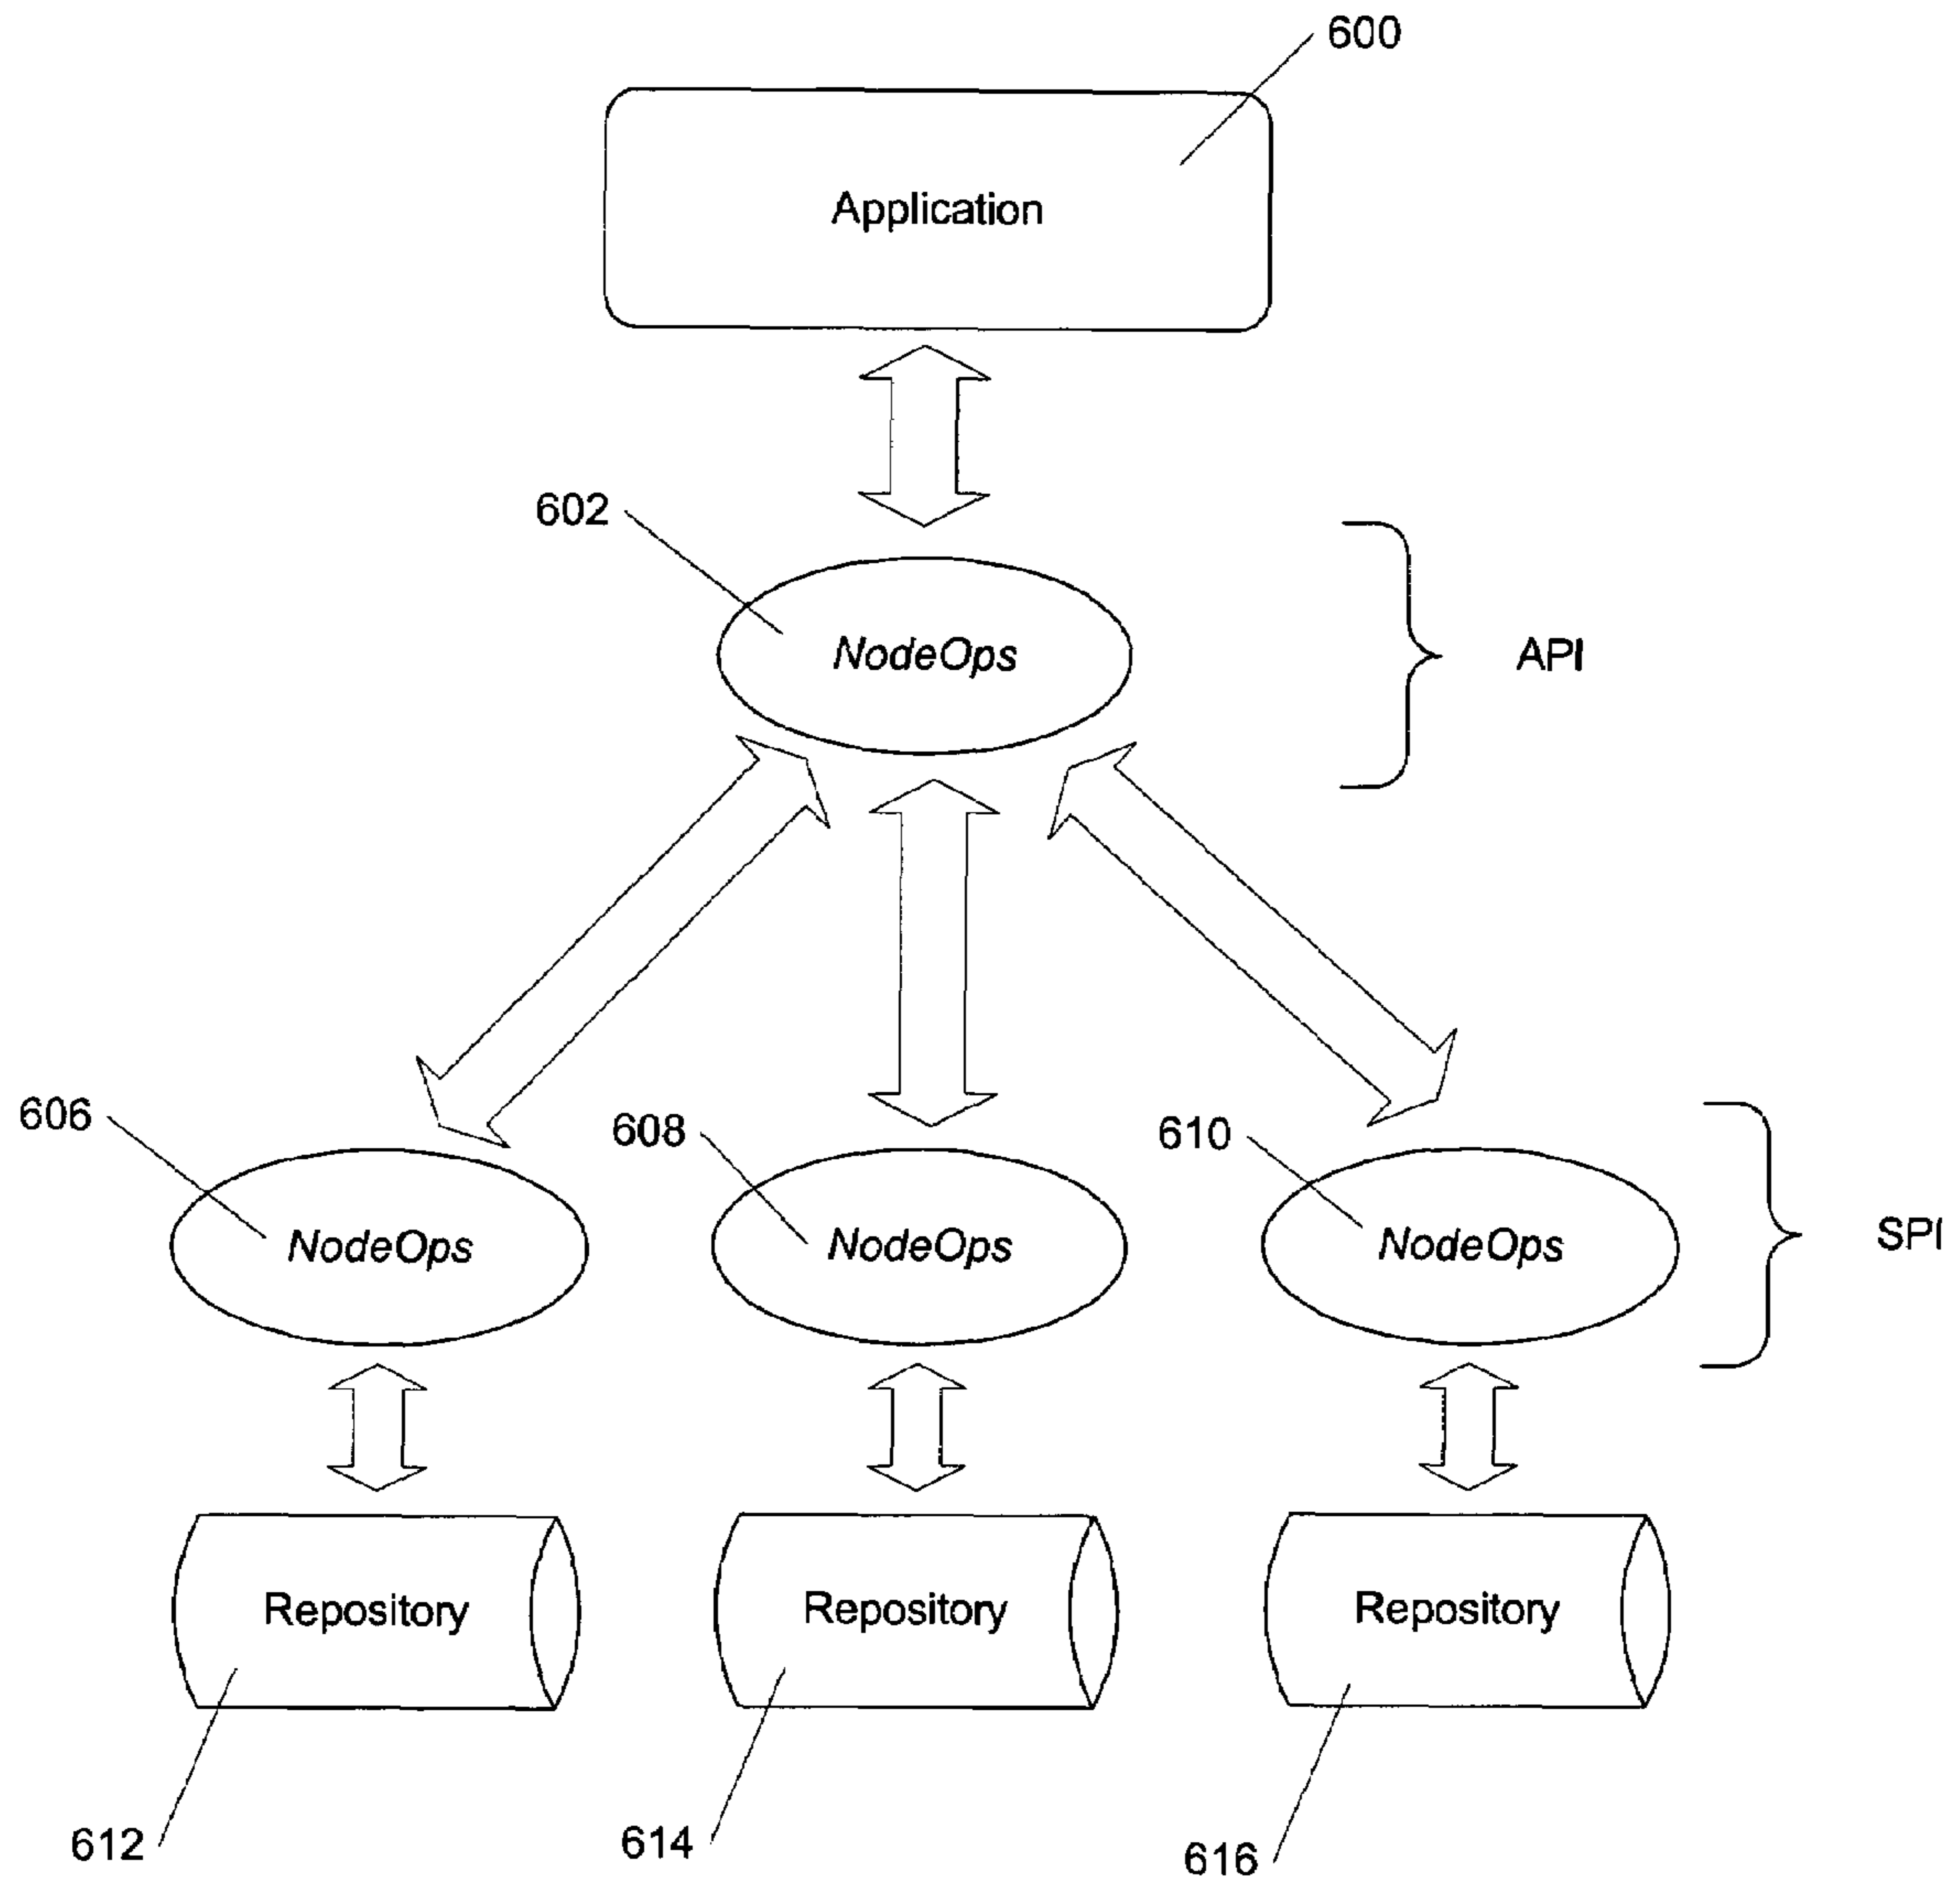 600
Application
602
NodeOps
API
606
608
610
NodeOps
NodeOps
NodeOps
SPI
Repository
Repository
Repository
612
614
616